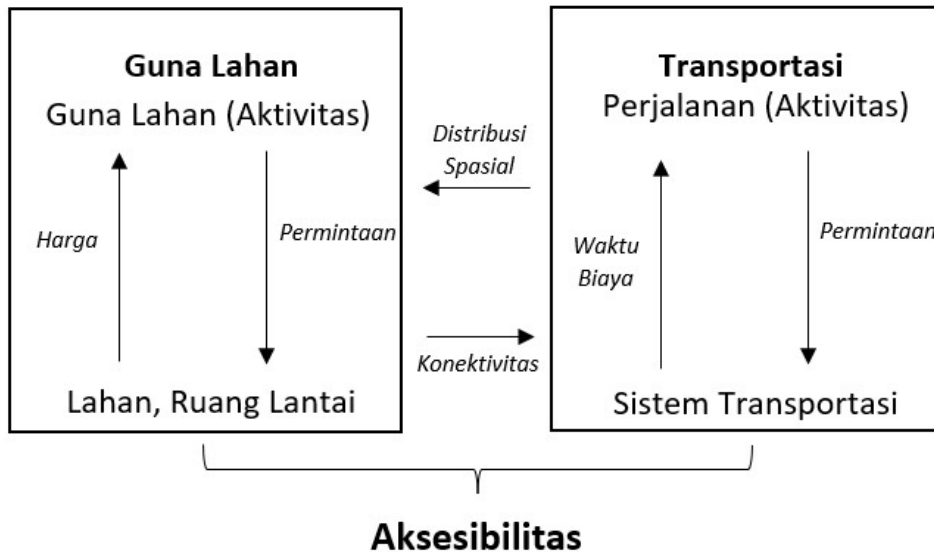 Guna Lahan
Guna Lahan (Aktivitas)
Harga
Permintaan
Lahan, Ruang Lantai
Distribusi
Spasial
Konektivitas
Transportasi
Perjalanan (Aktivitas)
Waktu
Biaya
Permintaan
Sistem Transportasi
Aksesibilitas